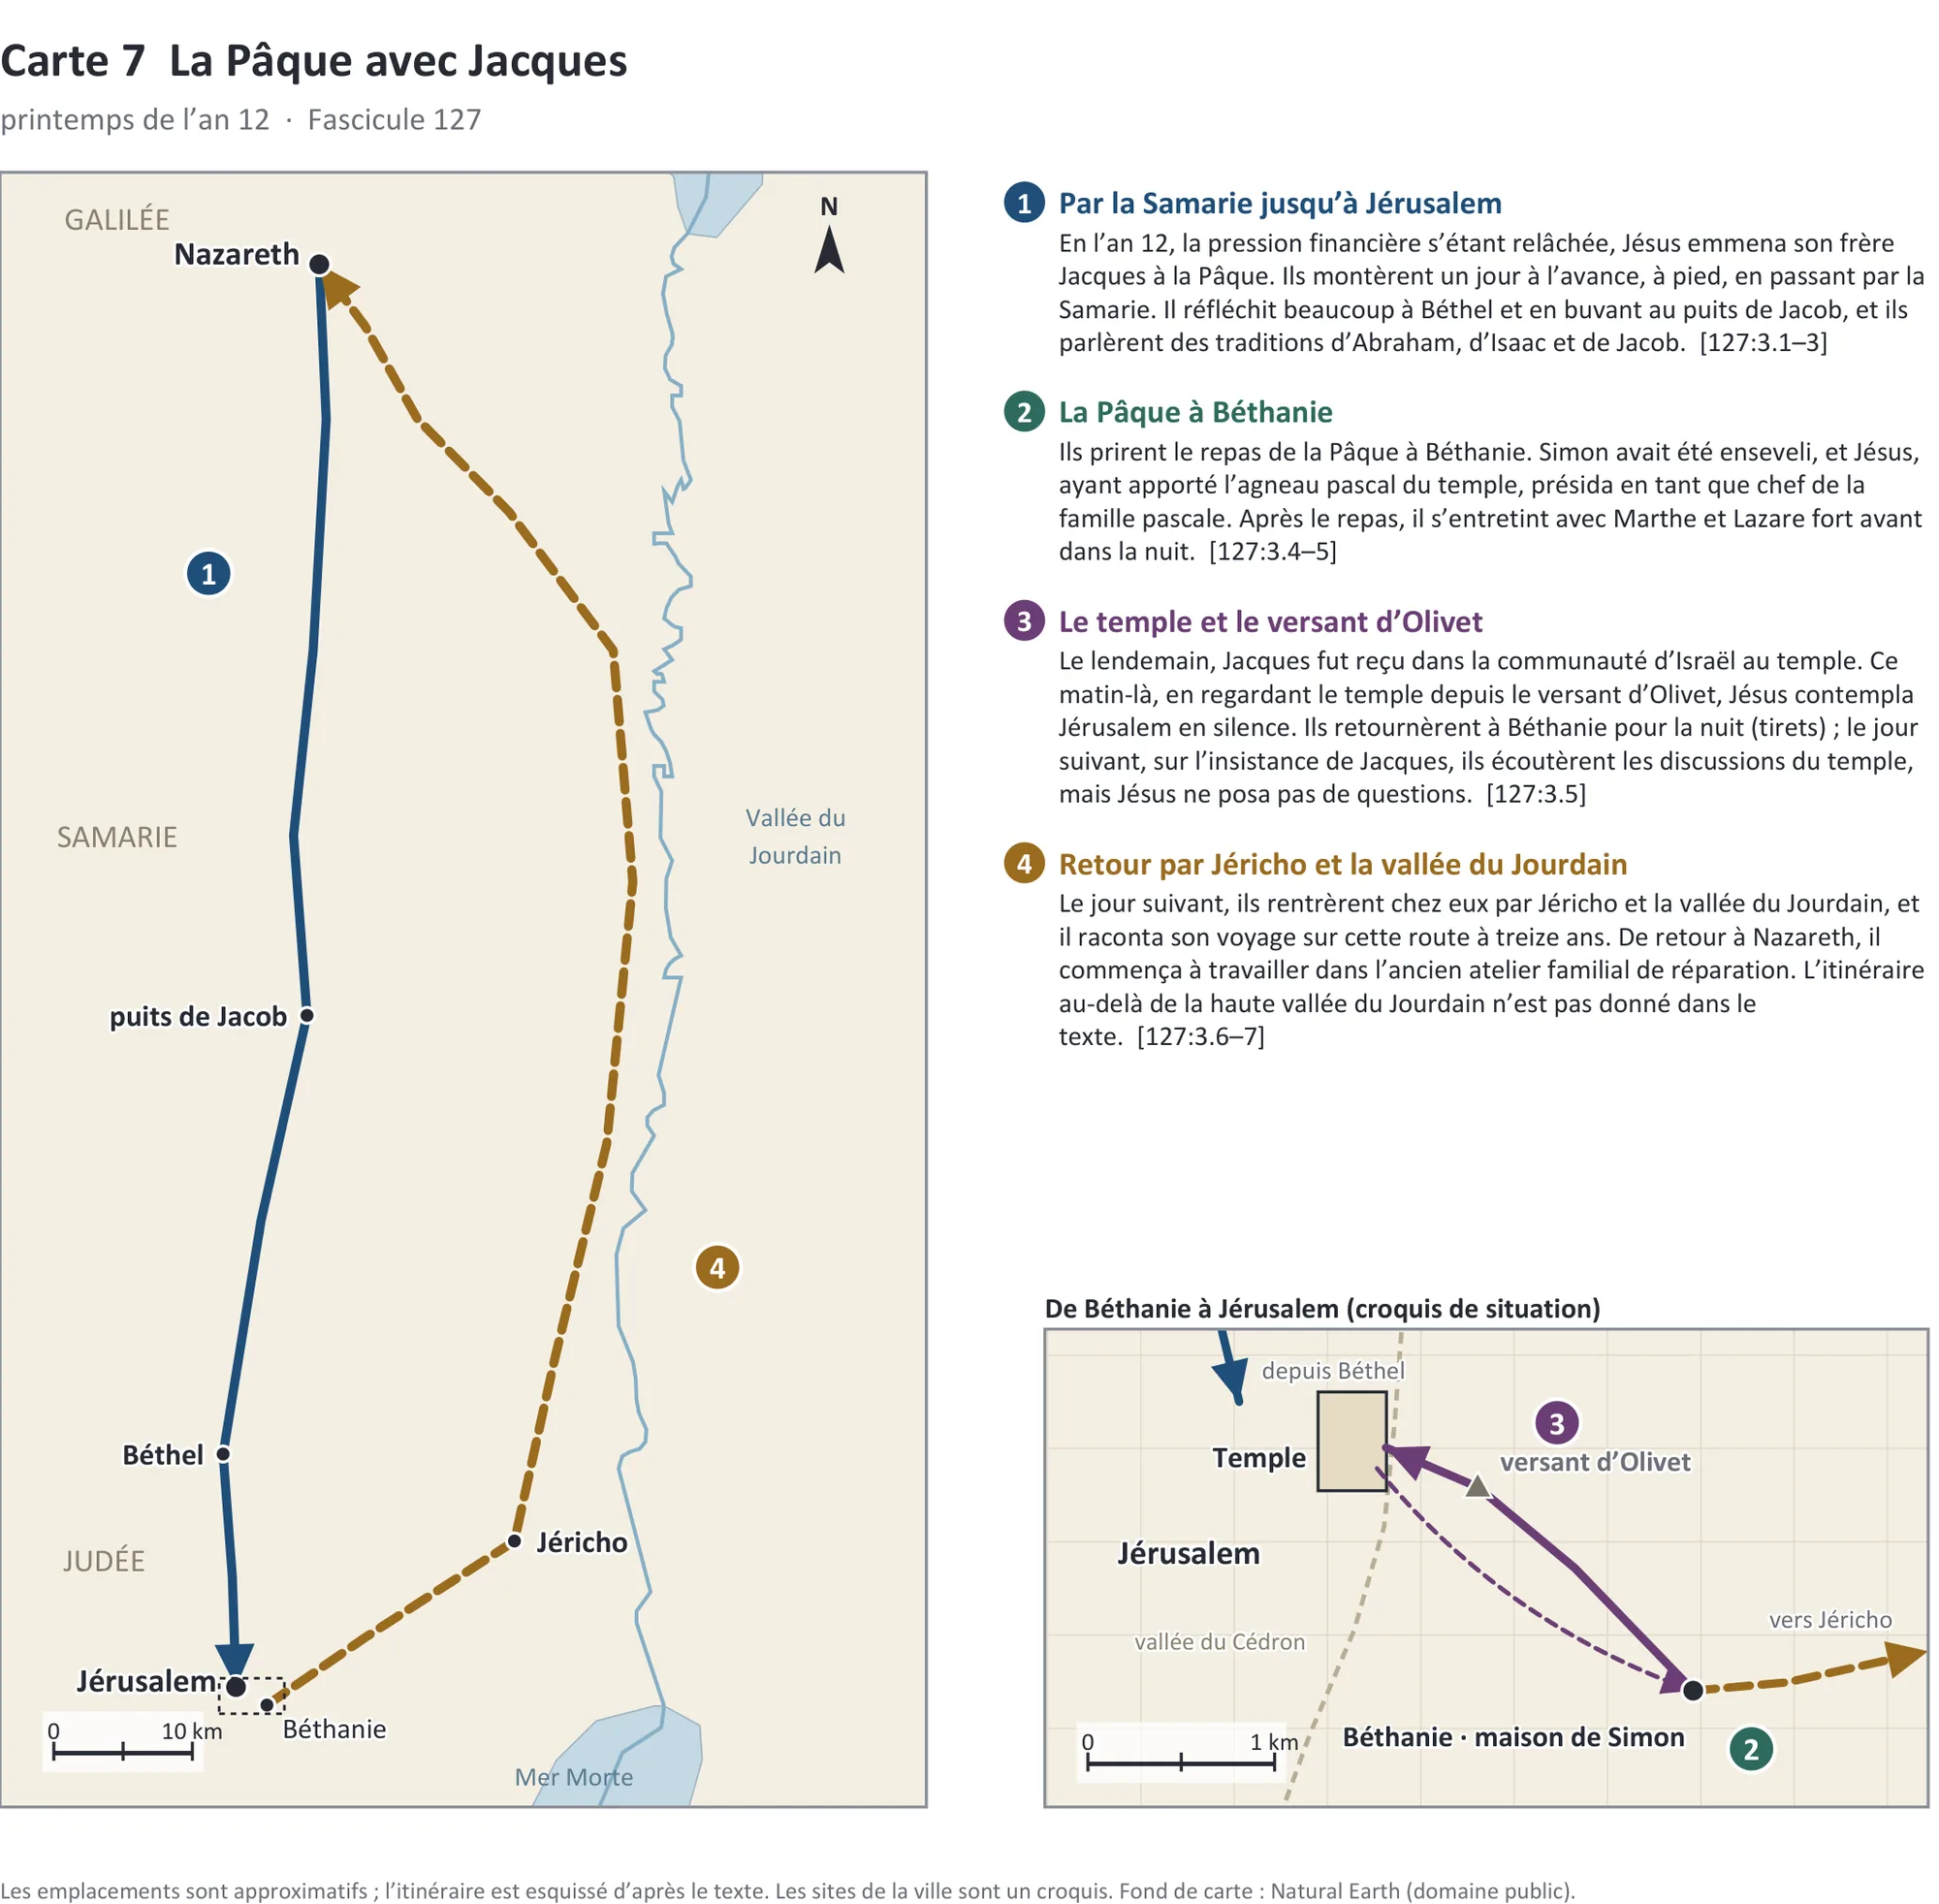 Carte 7  La Pâque avec Jacques
printemps de l’an 12  ·  Fascicule 127
GALILÉE
Nazareth
N
1
SAMARIE
Vallée du
Jourdain
puits de Jacob
4
Béthel
Jéricho
JUDÉE
Jérusalem
Béthanie
0 10 km
Mer Morte
1 Par la Samarie jusqu’à Jérusalem
En l’an 12, la pression financière s’étant relâchée, Jésus emmena son frère
Jacques à la Pâque. Ils montèrent un jour à l’avance, à pied, en passant par la
Samarie. Il réfléchit beaucoup à Béthel et en buvant au puits de Jacob, et ils
parlèrent des traditions d’Abraham, d’Isaac et de Jacob.  [127:3.1–3]
2 La Pâque à Béthanie
Ils prirent le repas de la Pâque à Béthanie. Simon avait été enseveli, et Jésus,
ayant apporté l’agneau pascal du temple, présida en tant que chef de la
famille pascale. Après le repas, il s’entretint avec Marthe et Lazare fort avant
dans la nuit.  [127:3.4–5]
3 Le temple et le versant d’Olivet
Le lendemain, Jacques fut reçu dans la communauté d’Israël au temple. Ce
matin-là, en regardant le temple depuis le versant d’Olivet, Jésus contempla
Jérusalem en silence. Ils retournèrent à Béthanie pour la nuit (tirets) ; le jour
suivant, sur l’insistance de Jacques, ils écoutèrent les discussions du temple,
mais Jésus ne posa pas de questions.  [127:3.5]
4 Retour par Jéricho et la vallée du Jourdain
Le jour suivant, ils rentrèrent chez eux par Jéricho et la vallée du Jourdain, et
il raconta son voyage sur cette route à treize ans. De retour à Nazareth, il
commença à travailler dans l’ancien atelier familial de réparation. L’itinéraire
au-delà de la haute vallée du Jourdain n’est pas donné dans le
texte.  [127:3.6–7]
De Béthanie à Jérusalem (croquis de situation)
depuis Béthel
3
Temple
versant d’Olivet
Jérusalem
vers Jéricho
vallée du Cédron
Béthanie · maison de Simon
2
0 1 km
Les emplacements sont approximatifs ; l’itinéraire est esquissé d’après le texte. Les sites de la ville sont un croquis. Fond de carte : Natural Earth (domaine public).